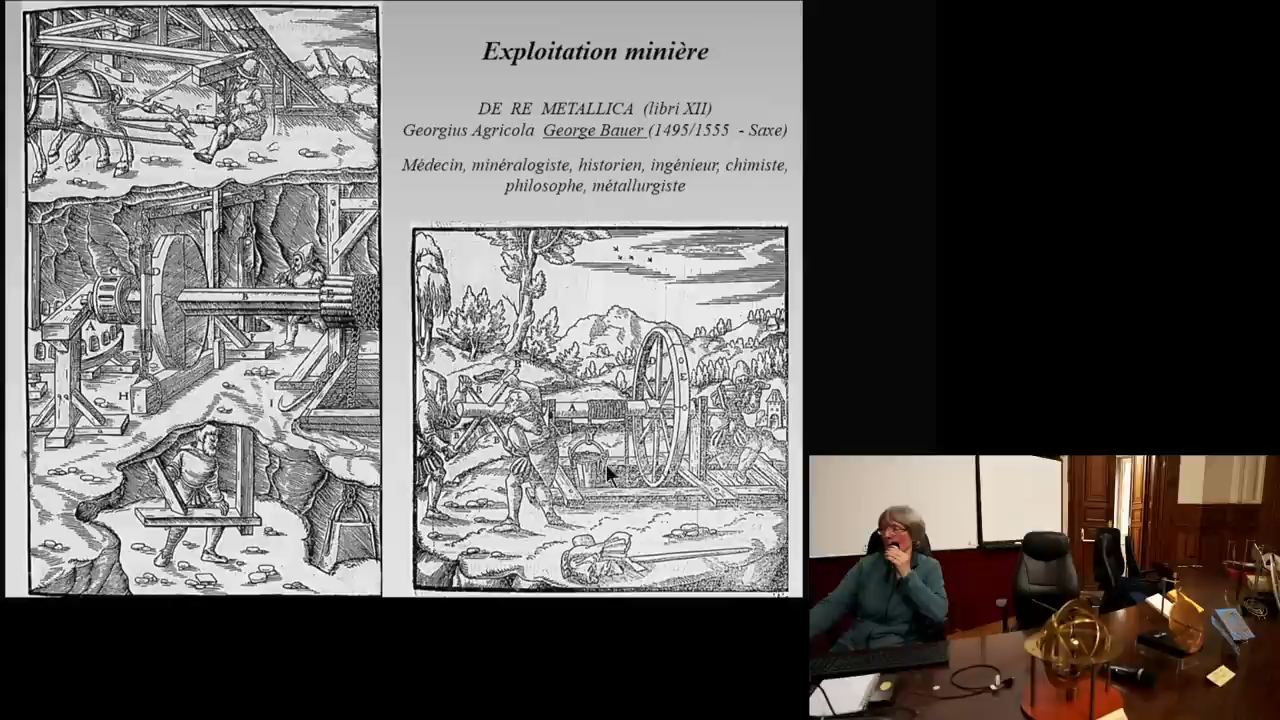 Exploitation minière
DE RE METALLICA (libri XII)
Georgius Agricola George Bauer (1495/1555 - Saxe)
Médecin, minéralogiste, historien, ingénieur, chimiste,
philosophe, métallurgiste
C
B
E
A
H
I
B
A
B
B